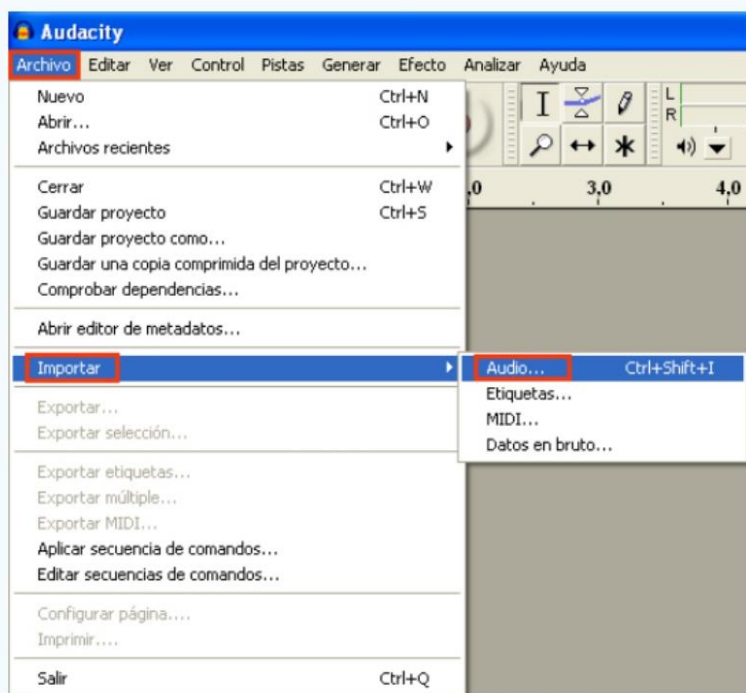 Audacity
Archivo Editar Ver Control Pistas Generar Efecto Analizar Ayuda
Nuevo Ctrl+N
Abrir... Ctrl+O
Archivos recientes
L
R
Cerrar Ctrl+W
Guardar proyecto Ctrl+S
Guardar proyecto como...
Guardar una copia comprimida del proyecto...
Comprobar dependencias...
,0 3,0 4,0
Abrir editor de metadatos...
Importar
Audio... Ctrl+Shift+I
Etiquetas...
MIDI...
Datos en bruto...
Exportar...
Exportar selección...
Exportar etiquetas...
Exportar múltiple...
Exportar MIDI...
Aplicar secuencia de comandos...
Editar secuencias de comandos...
Configurar página....
Imprimir....
Salir Ctrl+Q